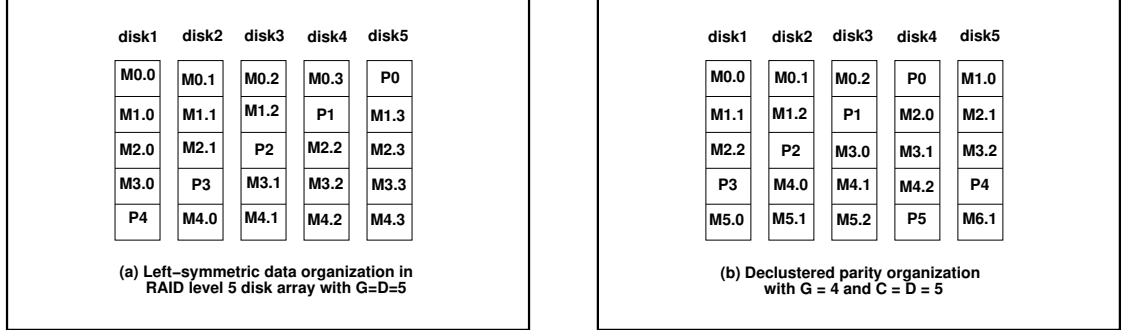 disk1 disk2 disk3 disk4 disk5
M0.0 M0.1 M0.2 M0.3 P0
M1.0 M1.1 M1.2 P1 M1.3
M2.0 M2.1 P2 M2.2 M2.3
M3.0 P3 M3.1 M3.2 M3.3
P4 M4.0 M4.1 M4.2 M4.3
(a) Left-symmetric data organization in
RAID level 5 disk array with G=D=5
disk1 disk2 disk3 disk4 disk5
M0.0 M0.1 M0.2 P0 M1.0
M1.1 M1.2 P1 M2.0 M2.1
M2.2 P2 M3.0 M3.1 M3.2
P3 M4.0 M4.1 M4.2 P4
M5.0 M5.1 M5.2 P5 M6.1
(b) Declustered parity organization
with G = 4 and C = D = 5